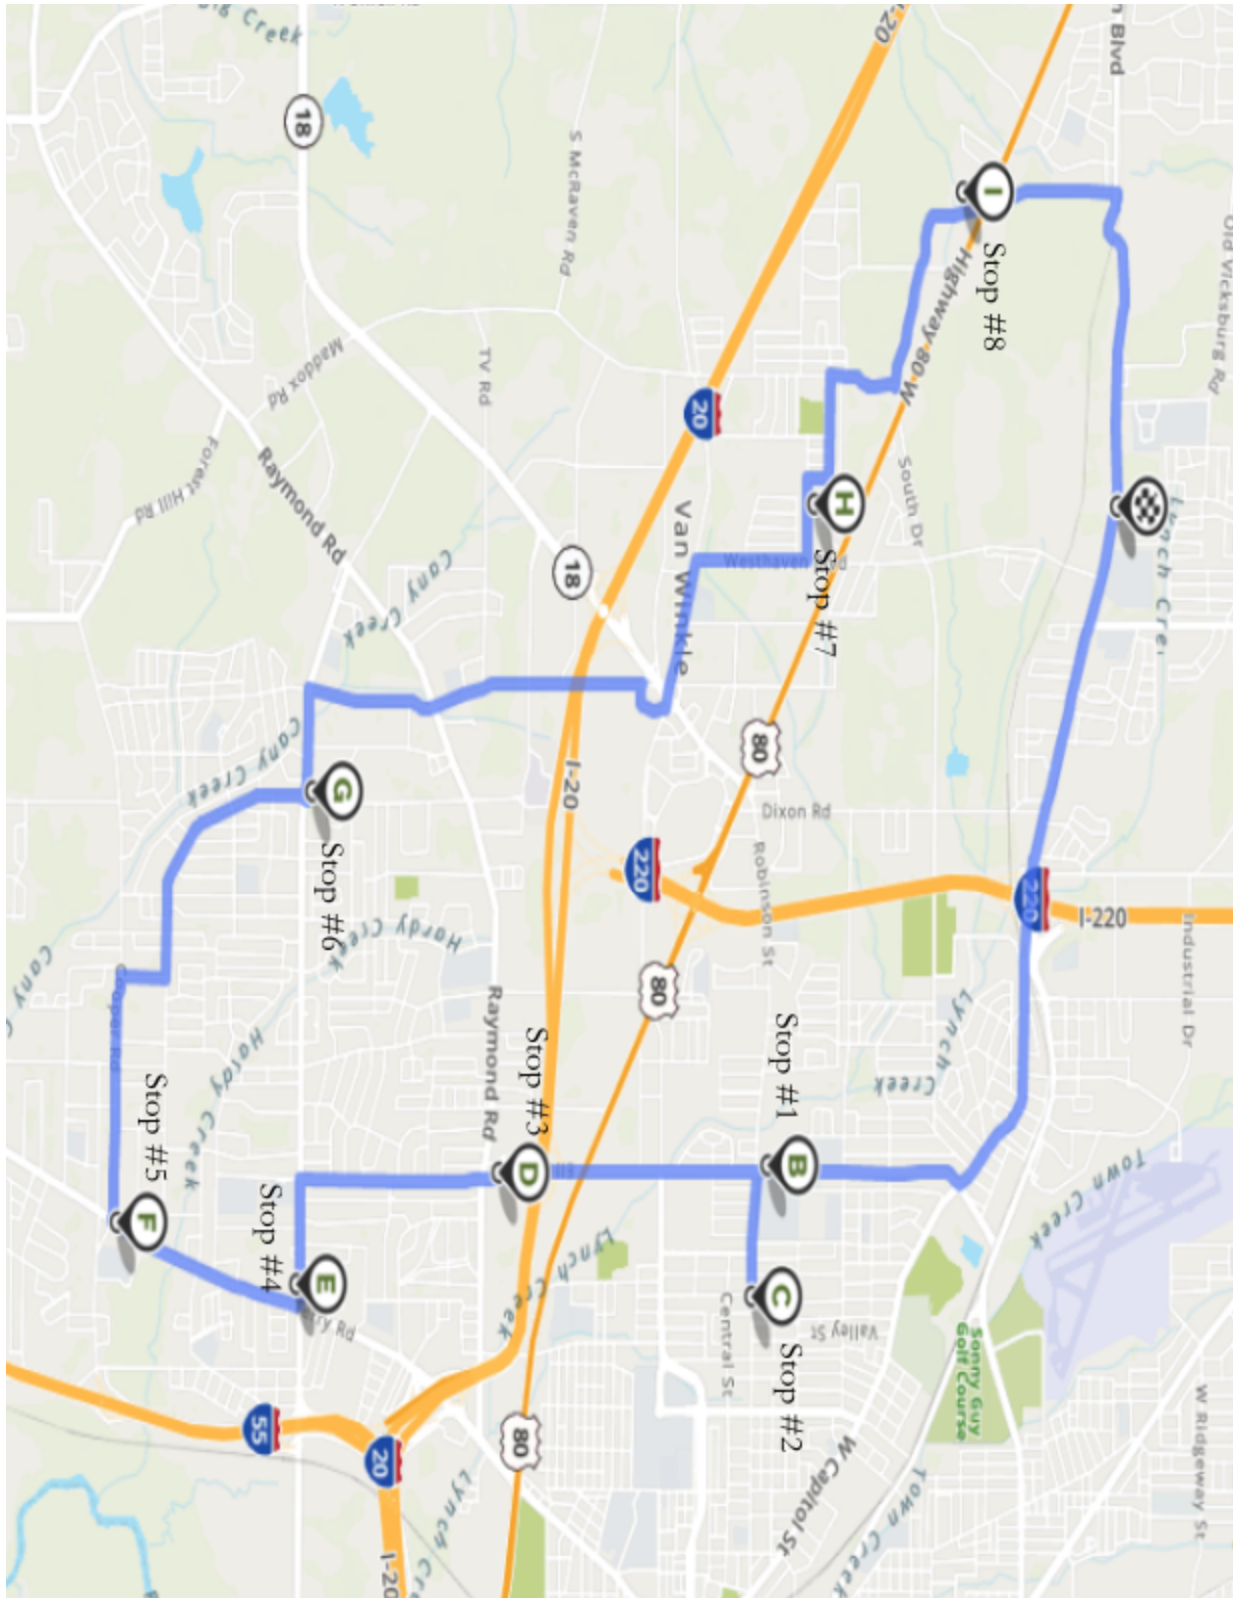 Big Creek
18
S McRaven Rd
I-20
n Blvd
Old Vicksburg Rd
I
Stop #8
Highway 80 W
Maddox Rd
TV Rd
20
Forest Hill Rd
Raymond Rd
Cany Creek
18
Van Winkle
South Dr
H
Stop #7
Lynch Cre
80
Dixon Rd
Robinson St
I-20
220
220
I-220
Industrial Dr
Cany Creek
G
Stop #6
Hardy Creek
Cany C
Cooper Rd
Hardy Creek
Raymond Rd
80
Lynch Creek
Stop #1
B
Stop #3
D
Stop #5
F
Stop #4
E
Lynch Creek
Town Creek
C
Stop #2
Central St
Valley St
Sonny Guy Golf Course
W Ridgeway St
55
20
80
W Capitol St
Town Creek
Lynch Cre
I-20